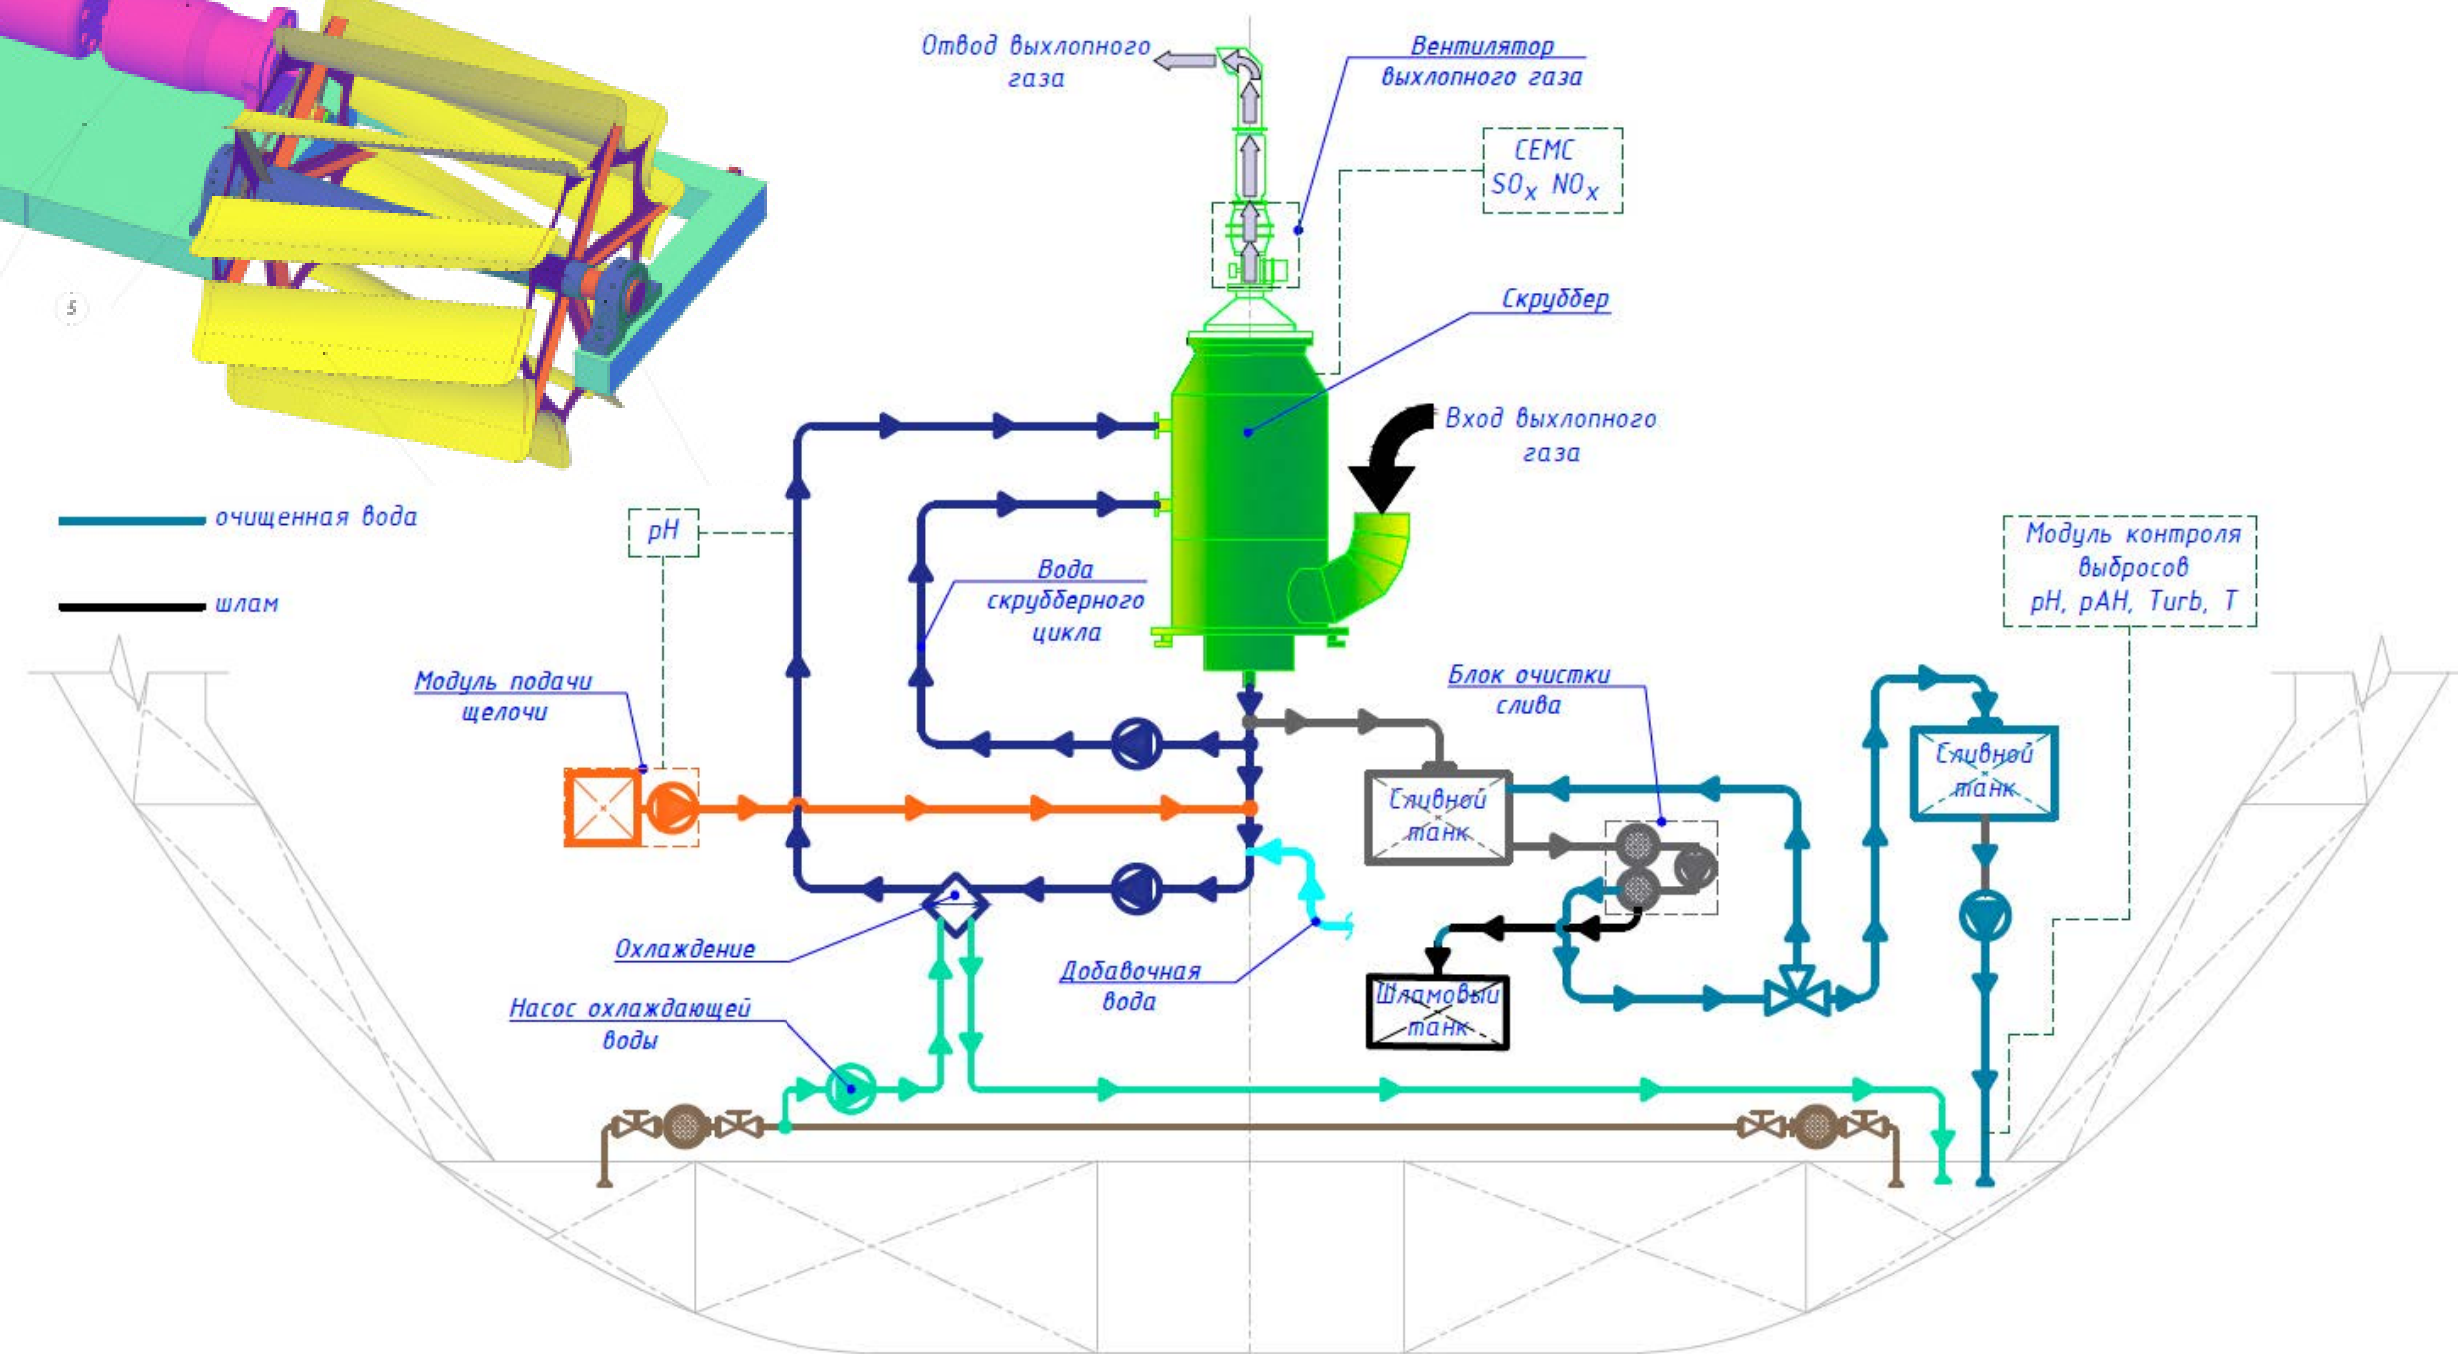 Отвод выхлопного
газа
Вентилятор
выхлопного газа
СЕМС
SOx NOx
Скруббер
5
Вход выхлопного
газа
очищенная вода
pH
Модуль контроля
выбросов
pH, pAH, Turb, T
шлам
Вода
скрубберного
цикла
Модуль подачи
щелочи
Блок очистки
слива
Сливной
танк
Сливной
танк
Охлаждение
Добавочная
вода
Шламовый
танк
Насос охлаждающей
воды